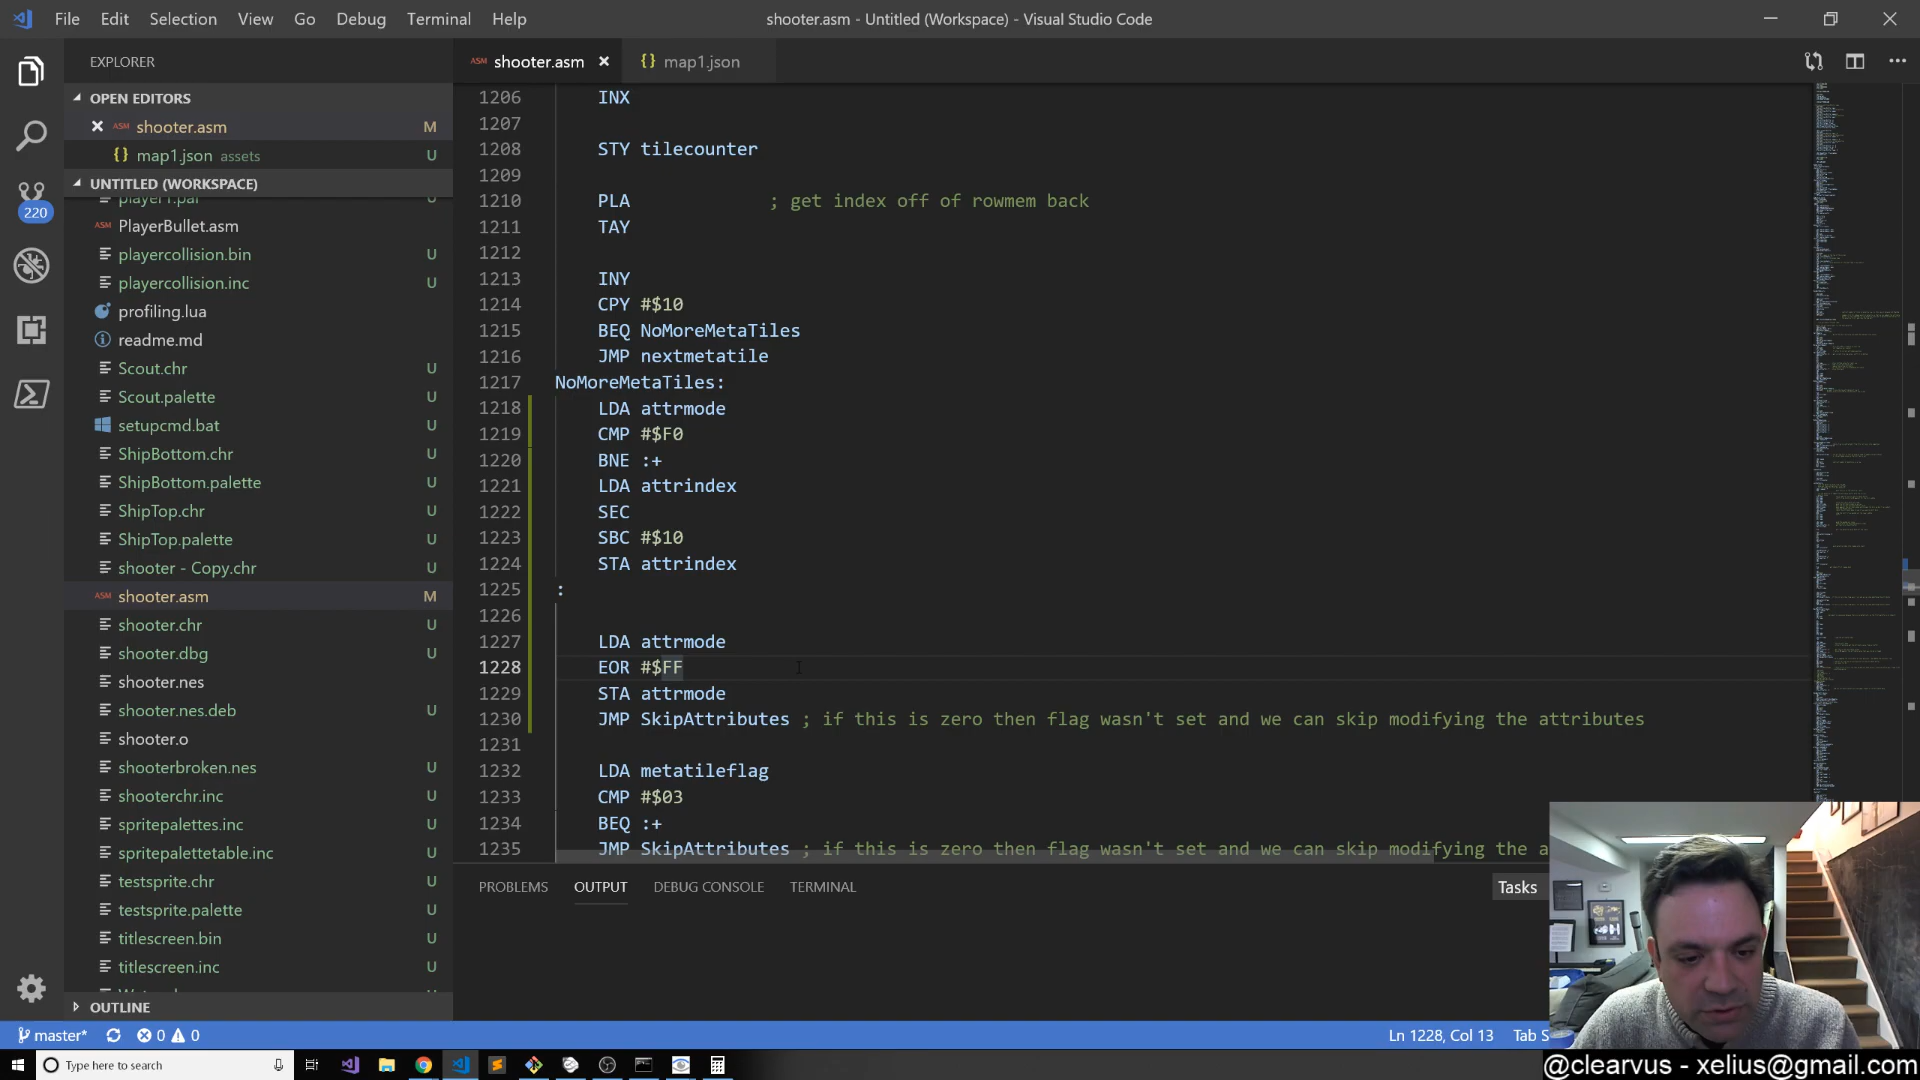 File Edit Selection View Go Debug Terminal Help
shooter.asm - Untitled (Workspace) - Visual Studio Code
EXPLORER
OPEN EDITORS
ASM shooter.asm M
{} map1.json assets U
UNTITLED (WORKSPACE)
player1.pal
ASM PlayerBullet.asm
playercollision.bin U
playercollision.inc U
profiling.lua
readme.md
Scout.chr U
Scout.palette U
setupcmd.bat U
ShipBottom.chr U
ShipBottom.palette U
ShipTop.chr U
ShipTop.palette U
shooter - Copy.chr U
ASM shooter.asm M
shooter.chr U
shooter.dbg U
shooter.nes
shooter.nes.deb U
shooter.o
shooterbroken.nes U
shooterchr.inc U
spritepalettes.inc U
spritepalettetable.inc U
testsprite.chr U
testsprite.palette U
titlescreen.bin U
titlescreen.inc U
OUTLINE
220
ASM shooter.asm
{} map1.json
1206 INX
1207
1208 STY tilecounter
1209
1210 PLA ; get index off of rowmem back
1211 TAY
1212
1213 INY
1214 CPY #$10
1215 BEQ NoMoreMetaTiles
1216 JMP nextmetatile
1217 NoMoreMetaTiles:
1218 LDA attrmode
1219 CMP #$F0
1220 BNE :+
1221 LDA attrindex
1222 SEC
1223 SBC #$10
1224 STA attrindex
1225 :
1226
1227 LDA attrmode
1228 EOR #$FF
1229 STA attrmode
1230 JMP SkipAttributes ; if this is zero then flag wasn't set and we can skip modifying the attributes
1231
1232 LDA metatileflag
1233 CMP #$03
1234 BEQ :+
1235 JMP SkipAttributes ; if this is zero then flag wasn't set and we can skip modifying the a
PROBLEMS OUTPUT DEBUG CONSOLE TERMINAL
Tasks
master* 0 0
Ln 1228, Col 13 Tab S
Type here to search
@clearvus - xelius@gmail.com